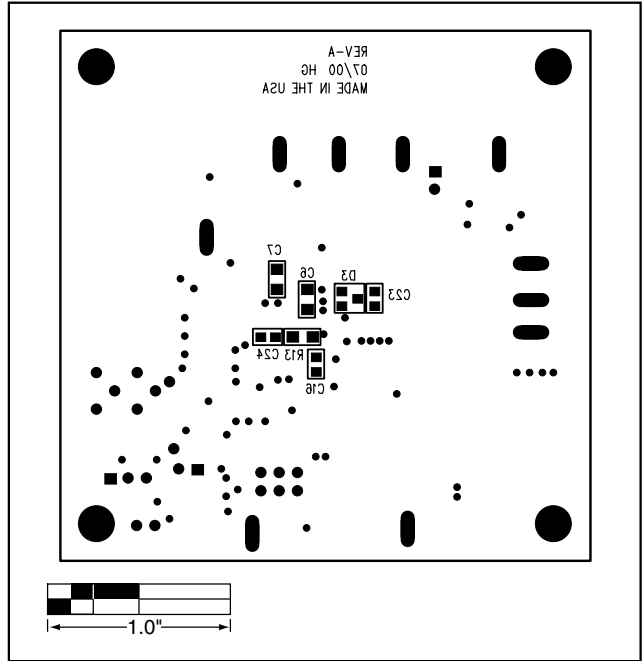 REV-A
07/00 HG
MADE IN THE USA
C7
C6
D3
C23
C24
R13
C16
1.0"